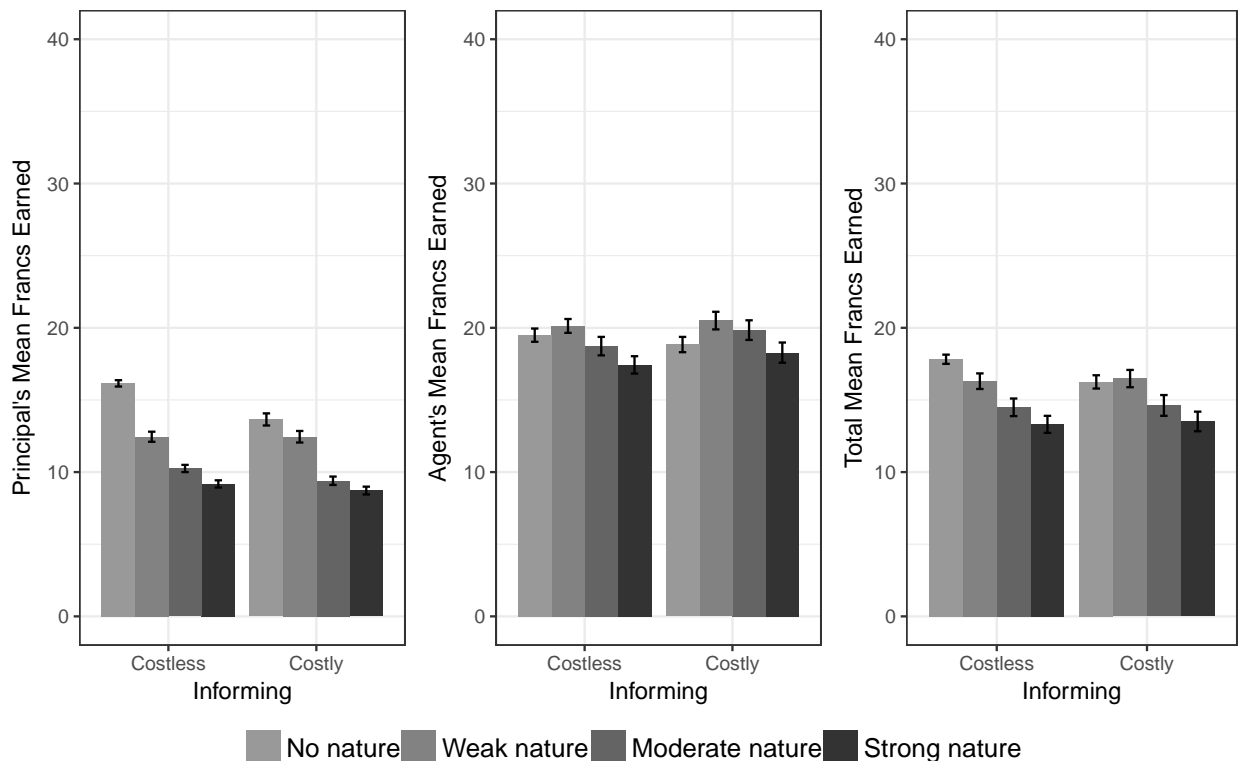 Principal's Mean Francs Earned
40
30
20
10
0
Costless Costly
Informing
Agent's Mean Francs Earned
40
30
20
10
0
Costless Costly
Informing
Total Mean Francs Earned
40
30
20
10
0
Costless Costly
Informing
No nature Weak nature Moderate nature Strong nature